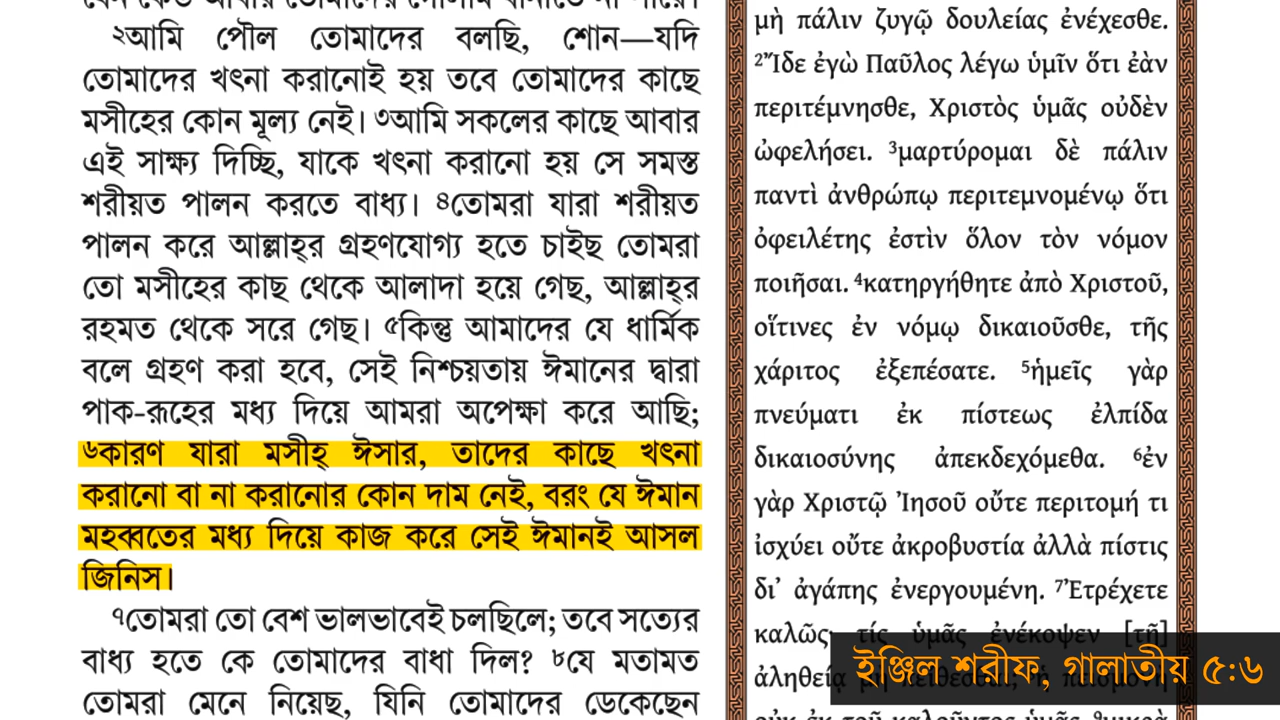 ২আমি পৌল তোমাদের বলছি, শোন—যদি
তোমাদের খৎনা করানোই হয় তবে তোমাদের কাছে
মসীহের কোন মূল্য নেই। ৩আমি সকলের কাছে আবার
এই সাক্ষ্য দিচ্ছি, যাকে খৎনা করানো হয় সে সমস্ত
শরীয়ত পালন করতে বাধ্য। ৪তোমরা যারা শরীয়ত
পালন করে আল্লাহ্‌র গ্রহণযোগ্য হতে চাইছ তোমরা
তো মসীহের কাছ থেকে আলাদা হয়ে গেছ, আল্লাহ্‌র
রহমত থেকে সরে গেছ। ৫কিন্তু আমাদের যে ধার্মিক
বলে গ্রহণ করা হবে, সেই নিশ্চয়তায় ঈমানের দ্বারা
পাক-রূহের মধ্য দিয়ে আমরা অপেক্ষা করে আছি;
৬কারণ যারা মসীহ্‌ ঈসার, তাদের কাছে খৎনা
করানো বা না করানোর কোন দাম নেই, বরং যে ঈমান
মহব্বতের মধ্য দিয়ে কাজ করে সেই ঈমানই আসল
জিনিস।
৭তোমরা তো বেশ ভালভাবেই চলছিলে; তবে সত্যের
বাধ্য হতে কে তোমাদের বাধা দিল? ৮যে মতামত
তোমরা মেনে নিয়েছ, যিনি তোমাদের ডেকেছেন
μὴ πάλιν ζυγῷ δουλείας ἐνέχεσθε.
²Ἴδε ἐγὼ Παῦλος λέγω ὑμῖν ὅτι ἐὰν
περιτέμνησθε, Χριστὸς ὑμᾶς οὐδὲν
ὠφελήσει. ³μαρτύρομαι δὲ πάλιν
παντὶ ἀνθρώπῳ περιτεμνομένῳ ὅτι
ὀφειλέτης ἐστὶν ὅλον τὸν νόμον
ποιῆσαι. ⁴κατηργήθητε ἀπὸ Χριστοῦ,
οἵτινες ἐν νόμῳ δικαιοῦσθε, τῆς
χάριτος ἐξεπέσατε. ⁵ἡμεῖς γὰρ
πνεύματι ἐκ πίστεως ἐλπίδα
δικαιοσύνης ἀπεκδεχόμεθα. ⁶ἐν
γὰρ Χριστῷ Ἰησοῦ οὔτε περιτομή τι
ἰσχύει οὔτε ἀκροβυστία ἀλλὰ πίστις
δι᾽ ἀγάπης ἐνεργουμένη. ⁷Ἐτρέχετε
καλῶς· τίς ὑμᾶς ἐνέκοψεν [τῇ]
ἀληθείᾳ μὴ πείθεσθαι;
ইঞ্জিল শরীফ, গালাতীয় ৫:৬